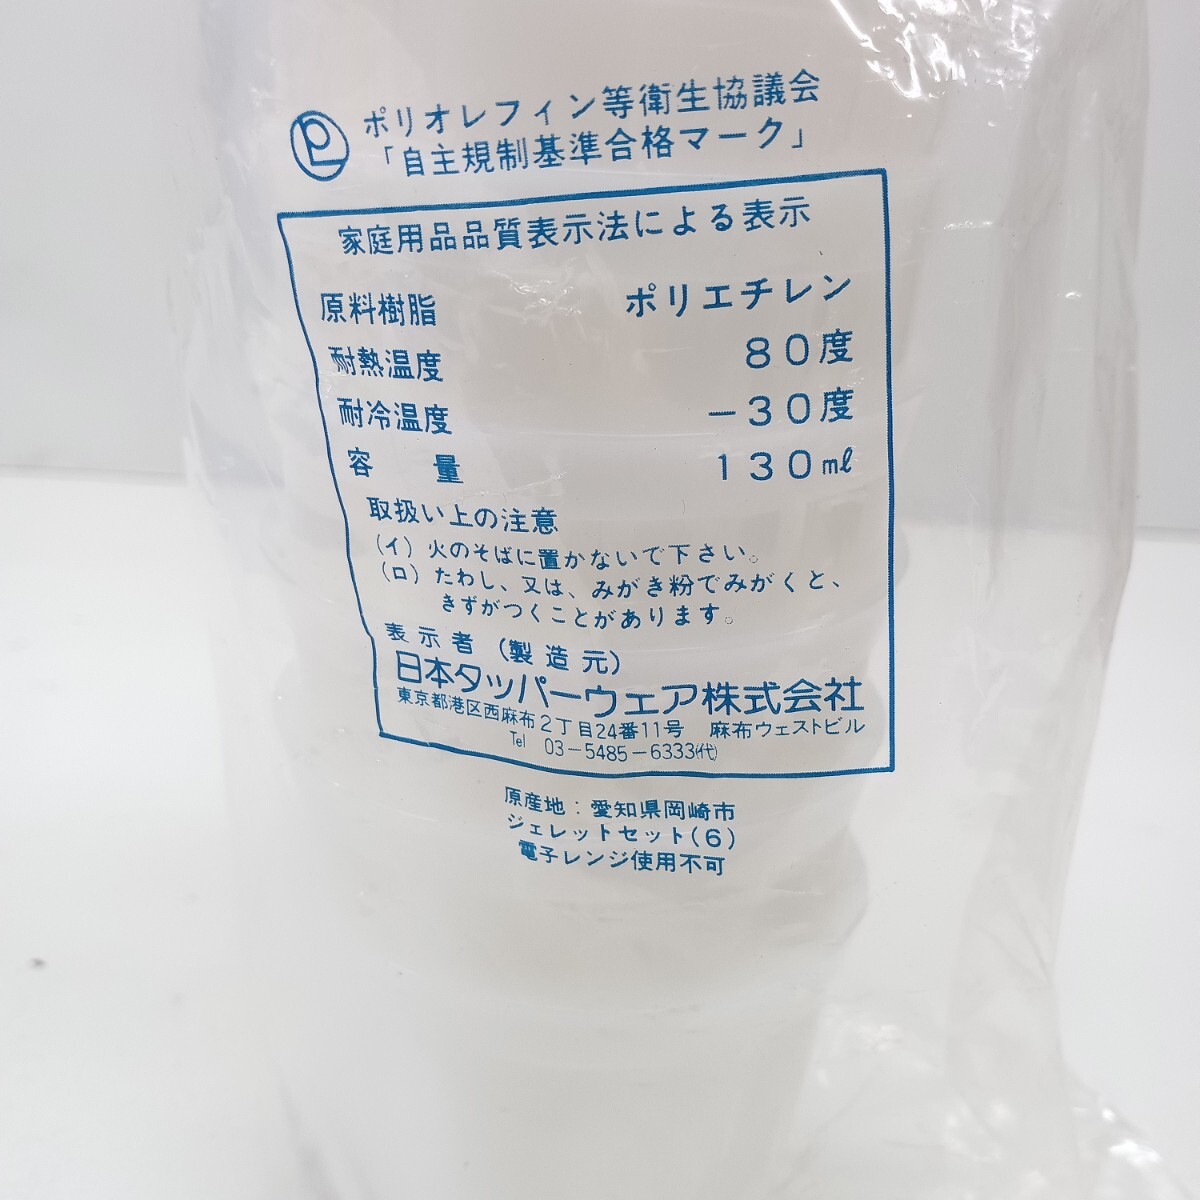 ポリオレフィン等衛生協議会
「自主規制基準合格マーク」
家庭用品品質表示法による表示
原料樹脂 ポリエチレン
耐熱温度 80度
耐冷温度 -30度
容量 130ml
取扱い上の注意
(イ) 火のそばに置かないで下さい。
(ロ) たわし、又は、みがき粉でみがくと、
きずがつくことがあります。
表示者 (製造元)
日本タッパーウェア株式会社
東京都港区西麻布2丁目24番11号 麻布ウェストビル
Tel 03-5485-6333(代)
原産地:愛知県岡崎市
ジェレットセット(6)
電子レンジ使用不可